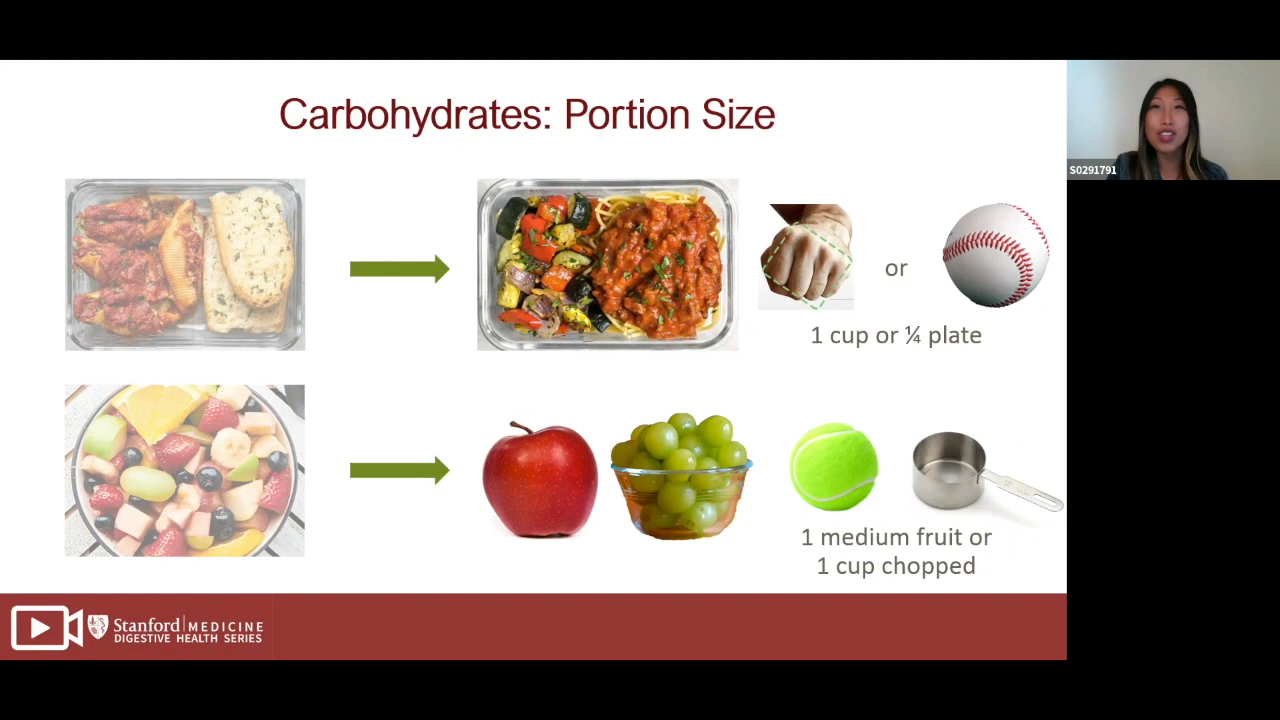 Carbohydrates: Portion Size
S0291791
or
1 cup or ¼ plate
1 medium fruit or
1 cup chopped
Stanford MEDICINE
DIGESTIVE HEALTH SERIES